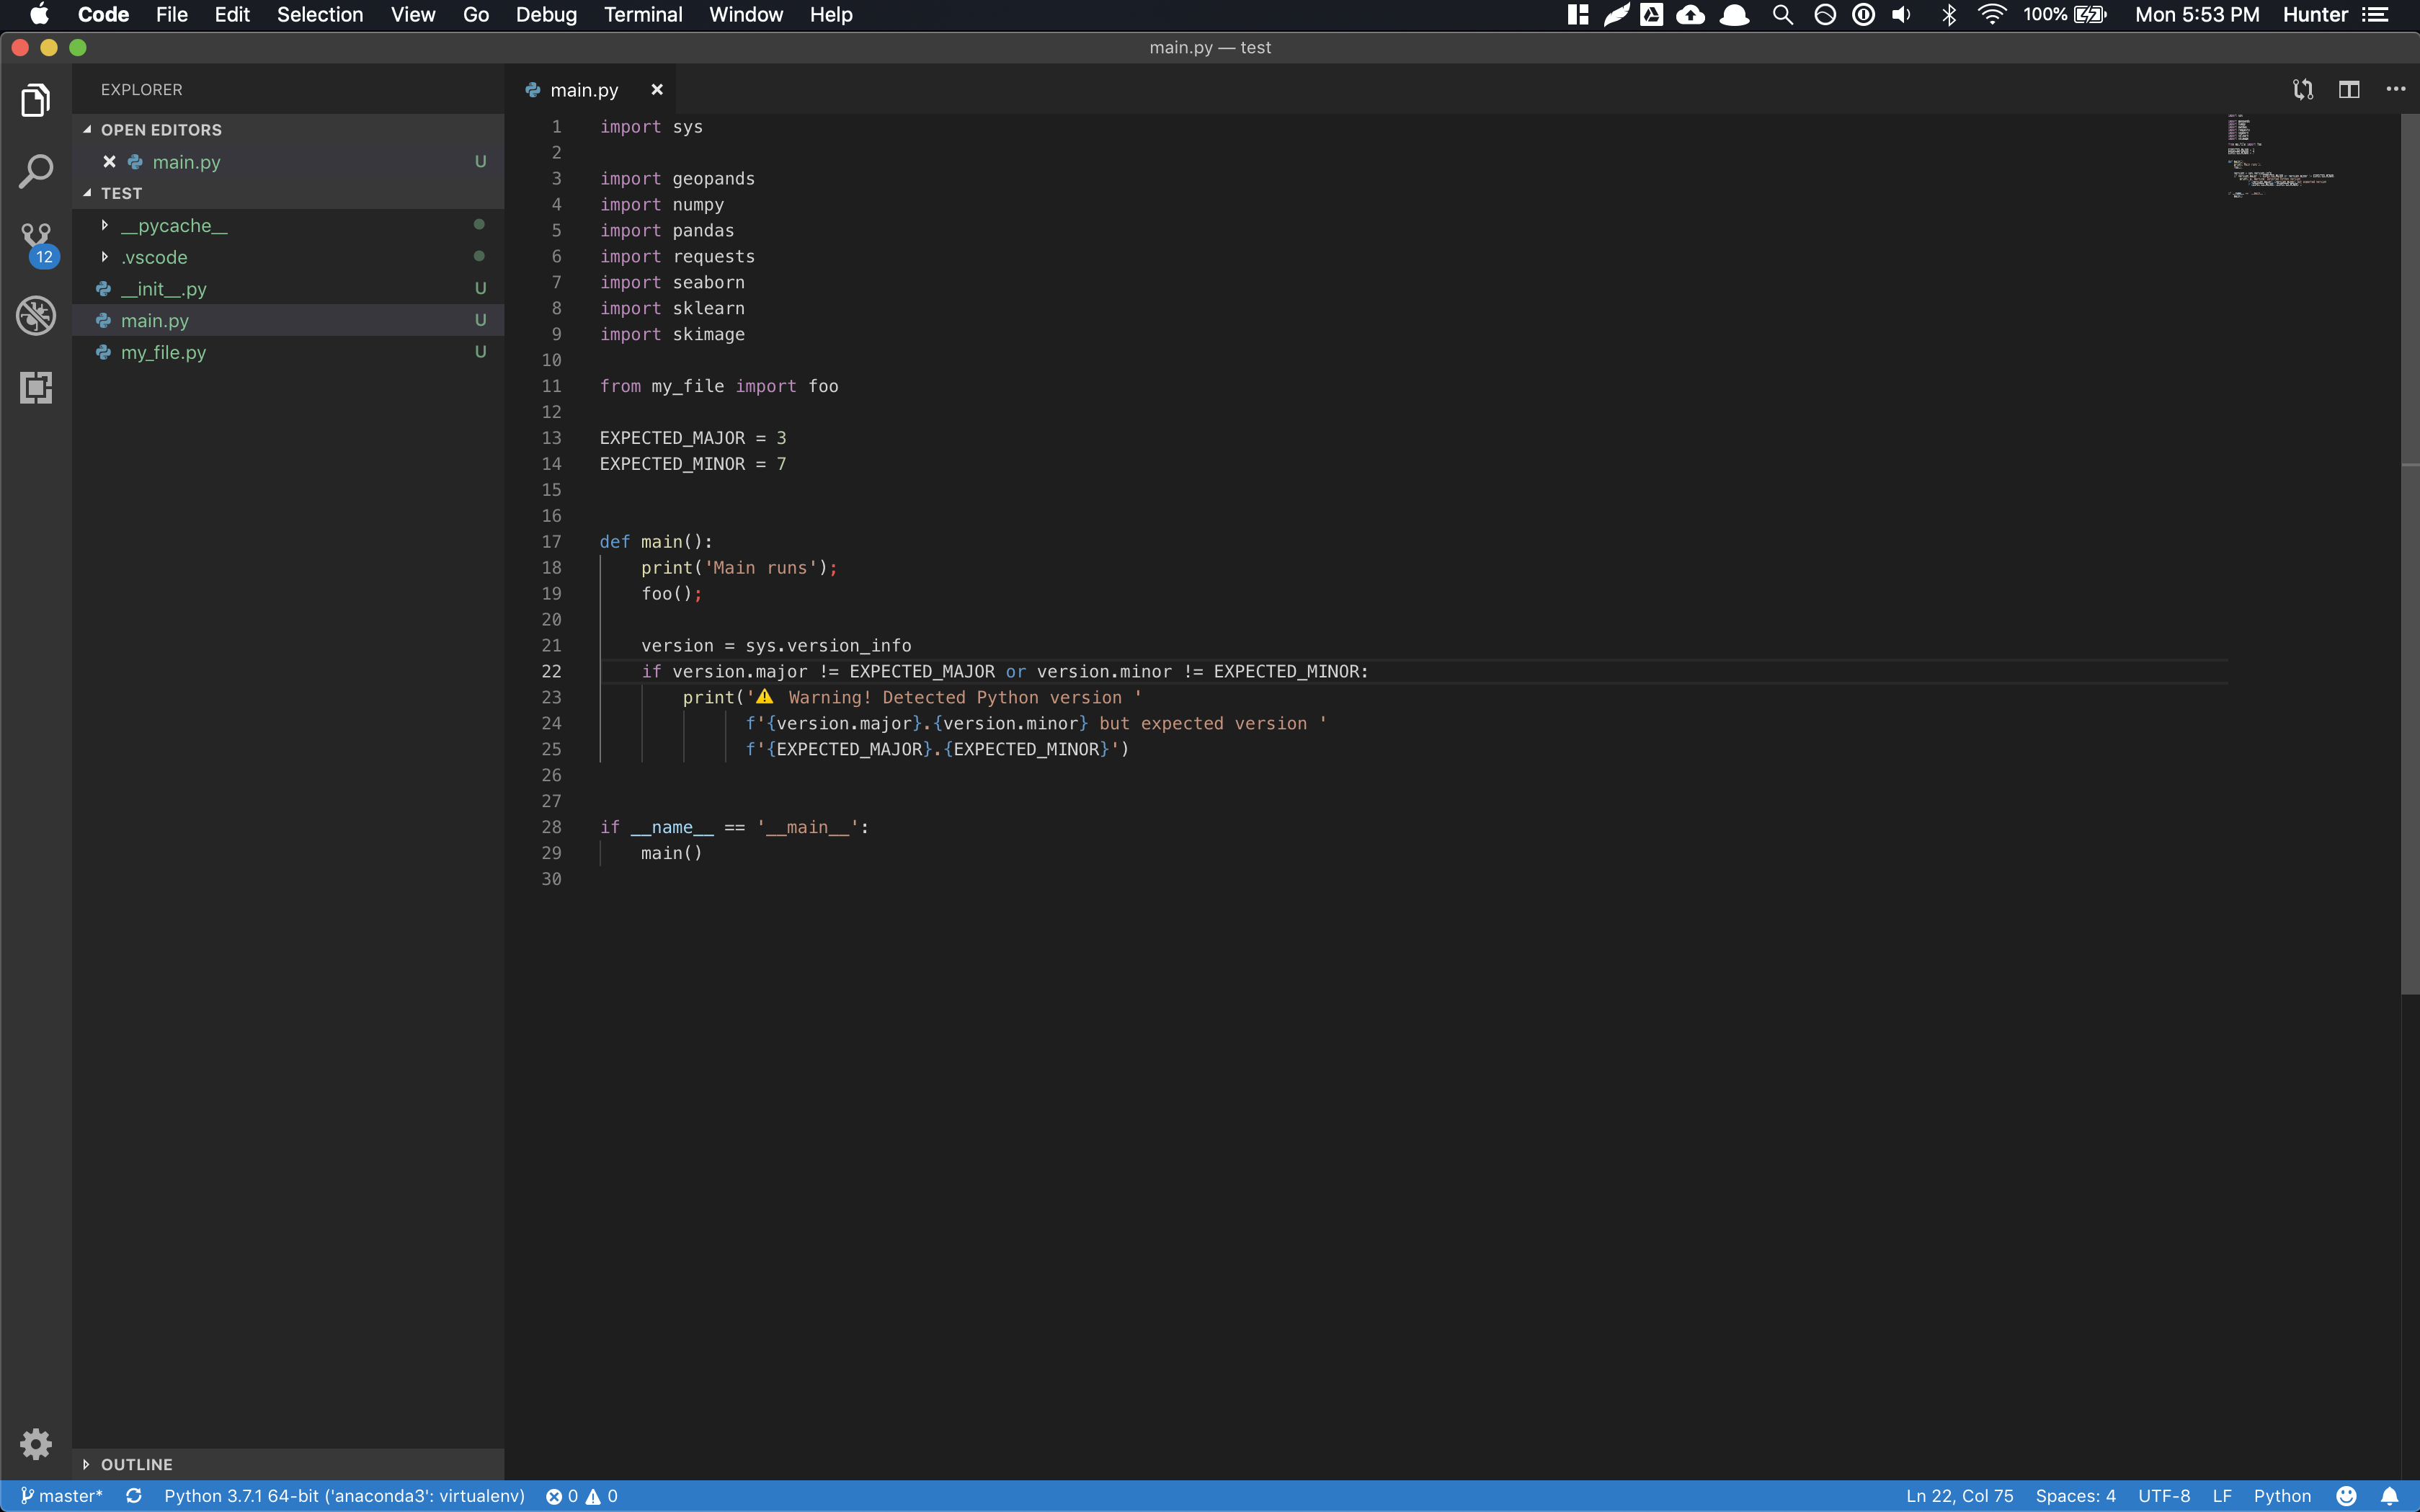 Code File Edit Selection View Go Debug Terminal Window Help 100% Mon 5:53 PM Hunter
main.py — test
EXPLORER
OPEN EDITORS
main.py U
TEST
__pycache__
.vscode
__init__.py U
main.py U
my_file.py U
12
OUTLINE
main.py
1 import sys
2
3 import geopands
4 import numpy
5 import pandas
6 import requests
7 import seaborn
8 import sklearn
9 import skimage
10
11 from my_file import foo
12
13 EXPECTED_MAJOR = 3
14 EXPECTED_MINOR = 7
15
16
17 def main():
18     print('Main runs');
19     foo();
20
21     version = sys.version_info
22     if version.major != EXPECTED_MAJOR or version.minor != EXPECTED_MINOR:
23         print('⚠️ Warning! Detected Python version '
24               f'{version.major}.{version.minor} but expected version '
25               f'{EXPECTED_MAJOR}.{EXPECTED_MINOR}')
26
27
28 if __name__ == '__main__':
29     main()
30
master* Python 3.7.1 64-bit ('anaconda3': virtualenv) 0 0 Ln 22, Col 75 Spaces: 4 UTF-8 LF Python